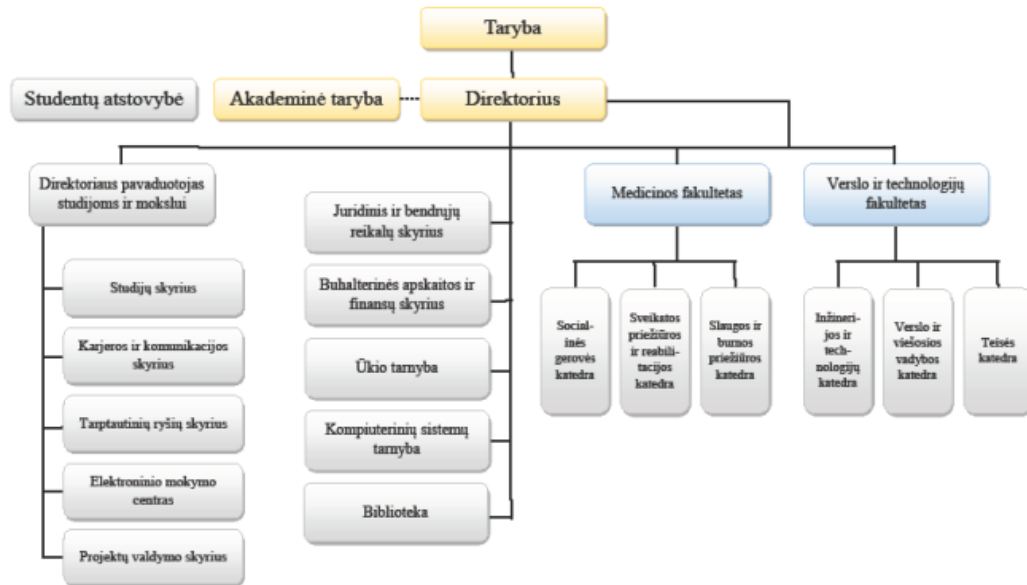 Taryba
Studentų atstovybė
Akademinė taryba
Direktorius
Direktoriaus pavaduotojas
studijoms ir mokslui
Studijų skyrius
Karjeros ir komunikacijos
skyrius
Tarptautinių ryšių skyrius
Elektroninio mokymo
centras
Projektų valdymo skyrius
Juridinis ir bendrųjų
reikalų skyrius
Buhalterinės apskaitos ir
finansų skyrius
Ūkio tarnyba
Kompiuterinių sistemų
tarnyba
Biblioteka
Medicinos fakultetas
Social-
inės
gerovės
katedra
Sveikatos
priežiūros
ir reabili-
tacijos
katedra
Slaugos ir
burnos
priežiūros
katedra
Verslo ir technologijų
fakultetas
Inžineri-
jos ir
tech-
nologijų
katedra
Verslo ir
viešosios
vadybos
katedra
Teisės
katedra